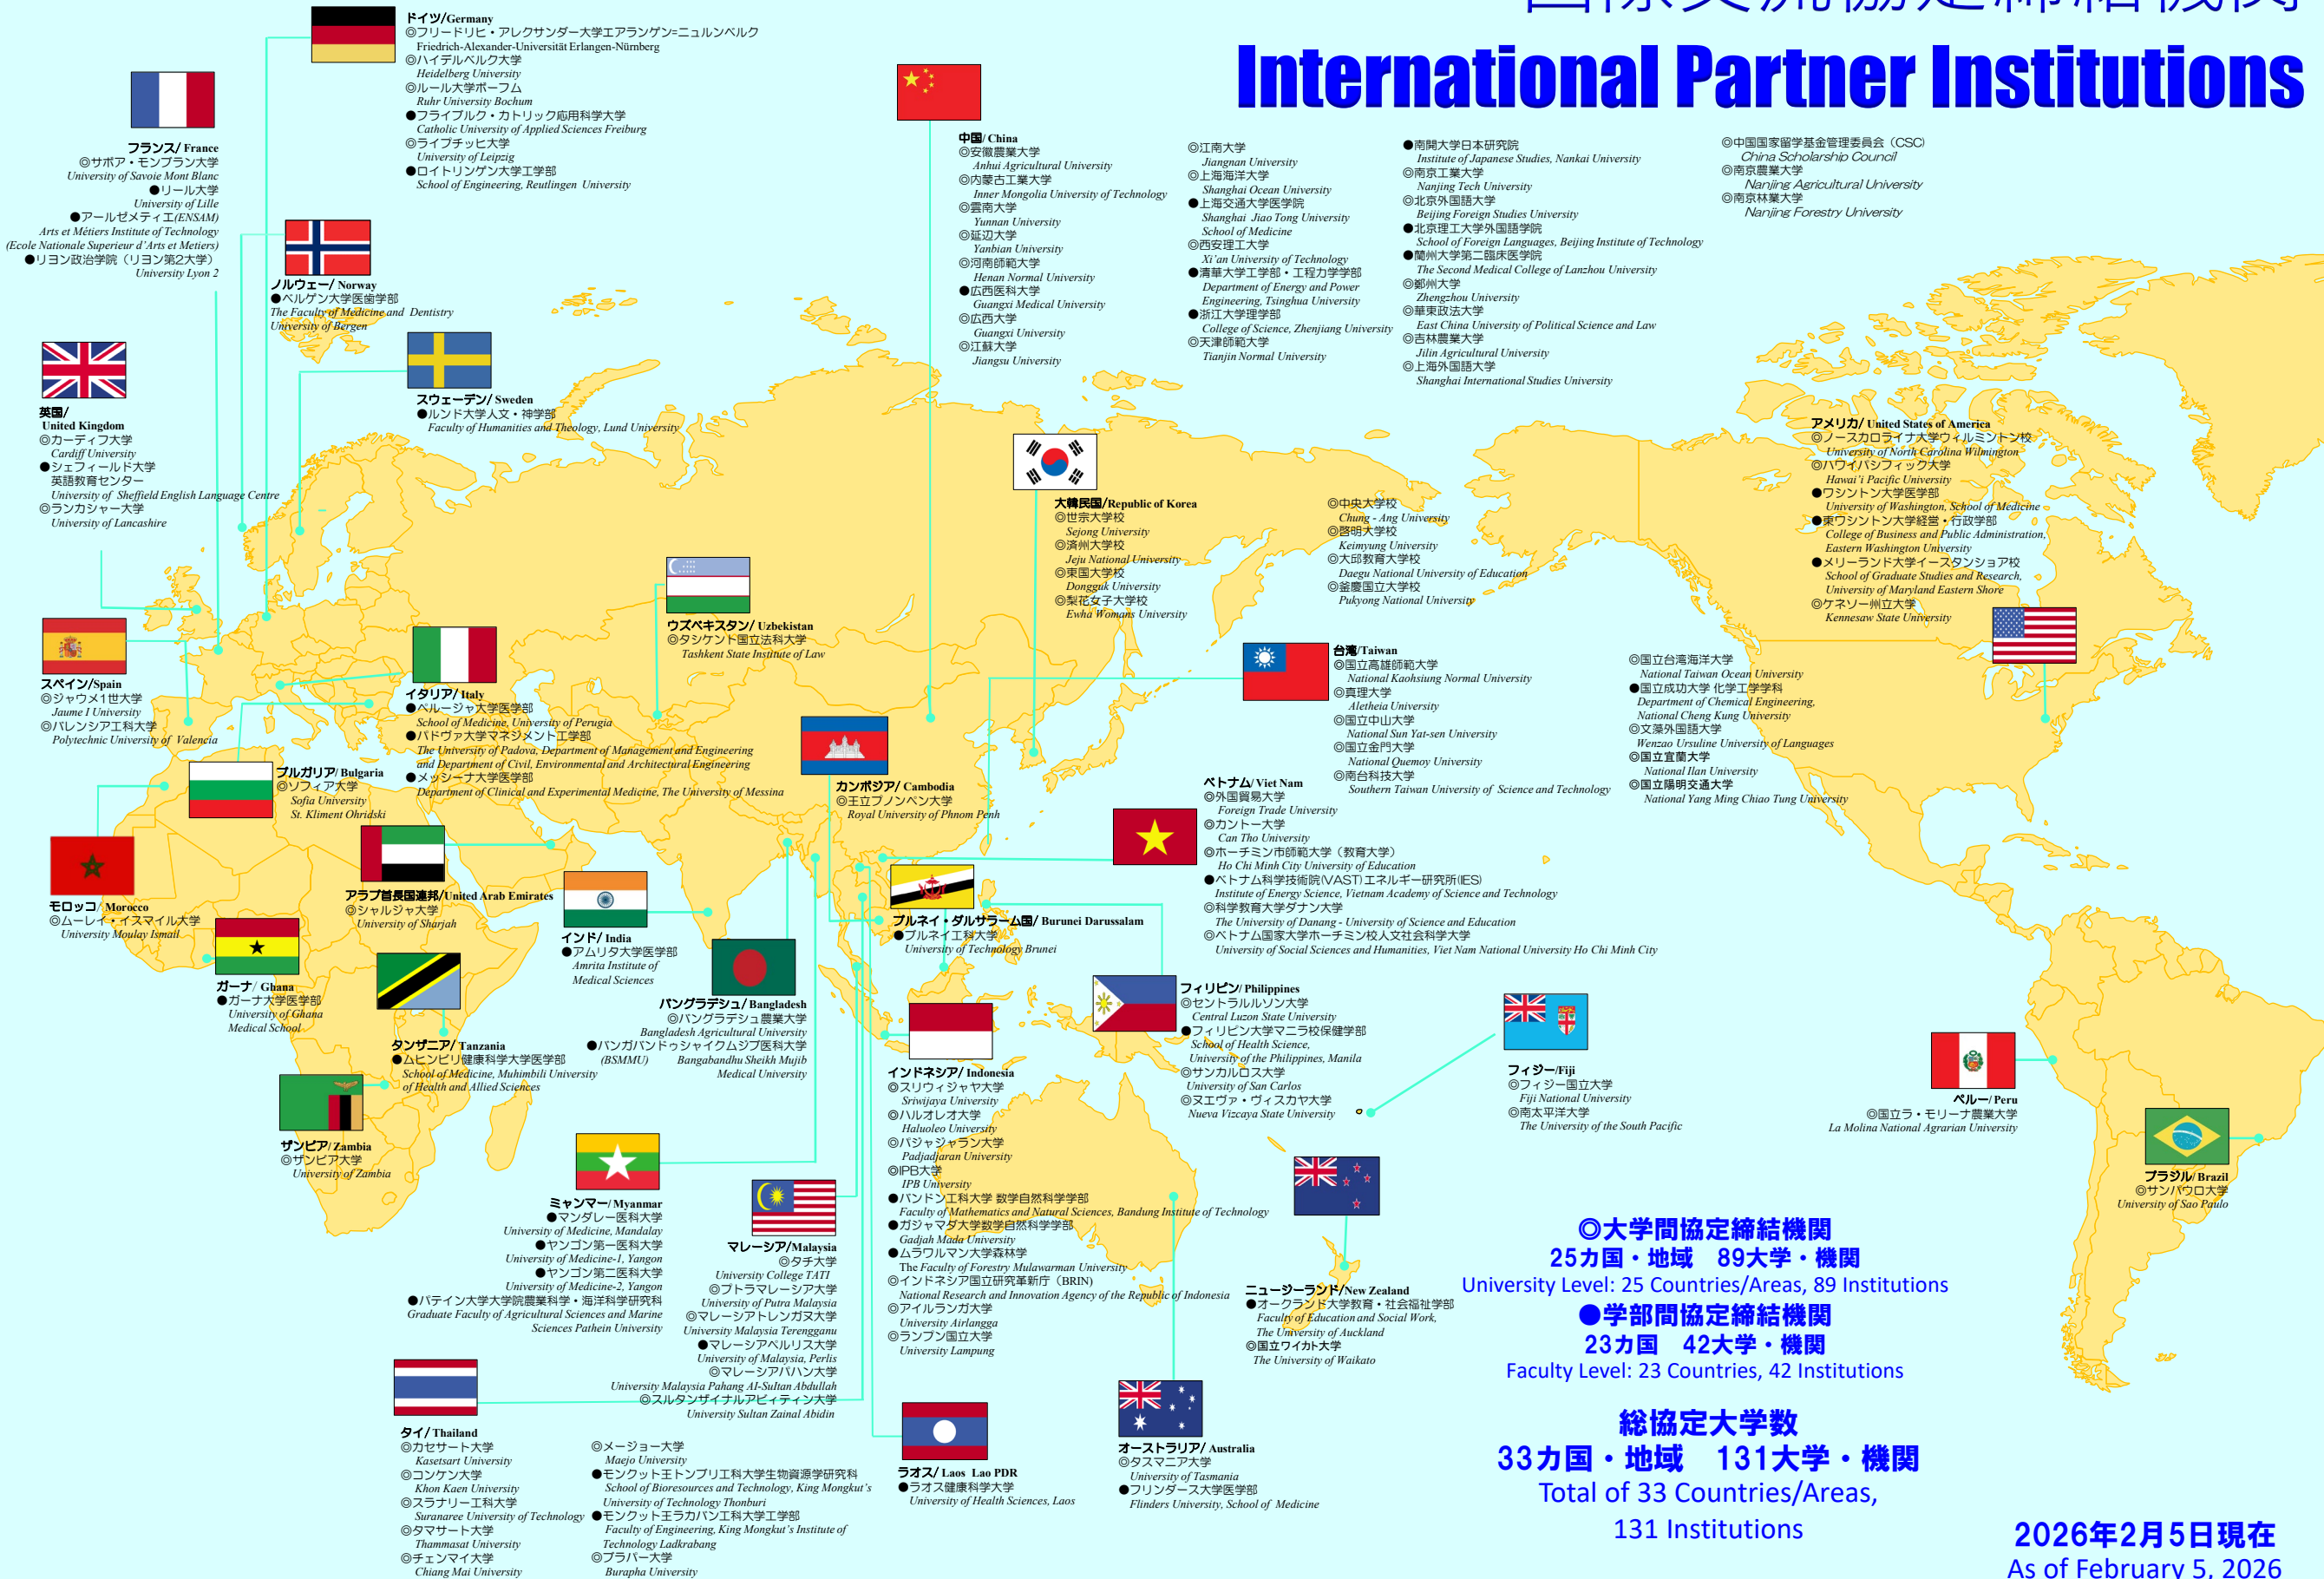 国際交流協定締結機関
International Partner Institutions
ドイツ/Germany
◎フリードリヒ・アレクサンダー大学エアランゲン=ニュルンベルク
Friedrich-Alexander-Universität Erlangen-Nürnberg
◎ハイデルベルク大学
Heidelberg University
◎ルール大学ボーフム
Ruhr University Bochum
●フライブルク・カトリック応用科学大学
Catholic University of Applied Sciences Freiburg
◎ライプチッヒ大学
University of Leipzig
●ロイトリンゲン大学工学部
School of Engineering, Reutlingen University
フランス/ France
◎サボア・モンブラン大学
University of Savoie Mont Blanc
●リール大学
University of Lille
●アールゼメティエ(ENSAM)
Arts et Métiers Institute of Technology
(Ecole Nationale Superieur d'Arts et Metiers)
●リヨン政治学院（リヨン第2大学）
University Lyon 2
ノルウェー/ Norway
●ベルゲン大学医歯学部
The Faculty of Medicine and Dentistry
University of Bergen
スウェーデン/ Sweden
●ルンド大学人文・神学部
Faculty of Humanities and Theology, Lund University
英国/
United Kingdom
◎カーディフ大学
Cardiff University
●シェフィールド大学
英語教育センター
University of Sheffield English Language Centre
◎ランカシャー大学
University of Lancashire
スペイン/Spain
◎ジャウメ1世大学
Jaume I University
◎バレンシア工科大学
Polytechnic University of Valencia
イタリア/ Italy
●ペルージャ大学医学部
School of Medicine, University of Perugia
●パドヴァ大学マネジメント工学部
The University of Padova, Department of Management and Engineering
and Department of Civil, Environmental and Architectural Engineering
●メッシーナ大学医学部
Department of Clinical and Experimental Medicine, The University of Messina
ブルガリア/ Bulgaria
◎ソフィア大学
Sofia University
St. Kliment Ohridski
モロッコ/ Morocco
◎ムーレイ・イスマイル大学
University Moulay Ismail
アラブ首長国連邦/United Arab Emirates
◎シャルジャ大学
University of Sharjah
ガーナ/ Ghana
●ガーナ大学医学部
University of Ghana
Medical School
タンザニア/ Tanzania
●ムヒンビリ健康科学大学医学部
School of Medicine, Muhimbili University
of Health and Allied Sciences
ザンビア/ Zambia
◎ザンビア大学
University of Zambia
インド/ India
●アムリタ大学医学部
Amrita Institute of
Medical Sciences
バングラデシュ/ Bangladesh
◎バングラデシュ農業大学
Bangladesh Agricultural University
●バンガバンドゥシャイクムジブ医科大学
(BSMMU) Bangabandhu Sheikh Mujib
Medical University
ウズベキスタン/ Uzbekistan
◎タシケント国立法科大学
Tashkent State Institute of Law
中国/ China
◎安徽農業大学
Anhui Agricultural University
◎内蒙古工業大学
Inner Mongolia University of Technology
◎雲南大学
Yunnan University
◎延辺大学
Yanbian University
◎河南師範大学
Henan Normal University
●広西医科大学
Guangxi Medical University
◎広西大学
Guangxi University
◎江蘇大学
Jiangsu University
◎江南大学
Jiangnan University
◎上海海洋大学
Shanghai Ocean University
●上海交通大学医学院
Shanghai Jiao Tong University
School of Medicine
◎西安理工大学
Xi'an University of Technology
●清華大学工学部・工程力学学部
Department of Energy and Power
Engineering, Tsinghua University
●浙江大学理学部
College of Science, Zhenjiang University
◎天津師範大学
Tianjin Normal University
●南開大学日本研究院
Institute of Japanese Studies, Nankai University
◎南京工業大学
Nanjing Tech University
◎北京外国語大学
Beijing Foreign Studies University
●北京理工大学外国語学院
School of Foreign Languages, Beijing Institute of Technology
●蘭州大学第二臨床医学院
The Second Medical College of Lanzhou University
◎鄭州大学
Zhengzhou University
◎華東政法大学
East China University of Political Science and Law
◎吉林農業大学
Jilin Agricultural University
◎上海外国語大学
Shanghai International Studies University
◎中国国家留学基金管理委員会（CSC)
China Scholarship Council
◎南京農業大学
Nanjing Agricultural University
◎南京林業大学
Nanjing Forestry University
大韓民国/Republic of Korea
◎世宗大学校
Sejong University
◎済州大学校
Jeju National University
◎東国大学校
Dongguk University
◎梨花女子大学校
Ewha Womans University
◎中央大学校
Chung - Ang University
◎啓明大学校
Keimyung University
◎大邱教育大学校
Daegu National University of Education
◎釜慶国立大学校
Pukyong National University
アメリカ/ United States of America
◎ノースカロライナ大学ウィルミントン校
University of North Carolina Wilmington
◎ハワイパシフィック大学
Hawai'i Pacific University
●ワシントン大学医学部
University of Washington, School of Medicine
●東ワシントン大学経営・行政学部
College of Business and Public Administration,
Eastern Washington University
●メリーランド大学イースタンショア校
School of Graduate Studies and Research,
University of Maryland Eastern Shore
◎ケネソー州立大学
Kennesaw State University
台湾/Taiwan
◎国立高雄師範大学
National Kaohsiung Normal University
◎真理大学
Aletheia University
◎国立中山大学
National Sun Yat-sen University
◎国立金門大学
National Quemoy University
◎南台科技大学
Southern Taiwan University of Science and Technology
◎国立台湾海洋大学
National Taiwan Ocean University
●国立成功大学 化学工学学科
Department of Chemical Engineering,
National Cheng Kung University
◎文藻外国語大学
Wenzao Ursuline University of Languages
◎国立宜蘭大学
National Ilan University
◎国立陽明交通大学
National Yang Ming Chiao Tung University
カンボジア/ Cambodia
◎王立プノンペン大学
Royal University of Phnom Penh
ベトナム/ Viet Nam
◎外国貿易大学
Foreign Trade University
◎カントー大学
Can Tho University
◎ホーチミン市師範大学（教育大学）
Ho Chi Minh City University of Education
●ベトナム科学技術院(VAST)エネルギー研究所(IES)
Institute of Energy Science, Vietnam Academy of Science and Technology
◎科学教育大学ダナン大学
The University of Danang - University of Science and Education
◎ベトナム国家大学ホーチミン校人文社会科学大学
University of Social Sciences and Humanities, Viet Nam National University Ho Chi Minh City
ブルネイ・ダルサラーム国/ Burunei Darussalam
●ブルネイ工科大学
University of Technology Brunei
フィリピン/ Philippines
◎セントラルルソン大学
Central Luzon State University
●フィリピン大学マニラ校保健学部
School of Health Science,
University of the Philippines, Manila
◎サンカルロス大学
University of San Carlos
◎ヌエヴァ・ヴィスカヤ大学
Nueva Vizcaya State University
インドネシア/ Indonesia
◎スリウィジャヤ大学
Sriwijaya University
◎ハルオレオ大学
Haluoleo University
◎パジャジャラン大学
Padjadjaran University
◎IPB大学
IPB University
●バンドン工科大学 数学自然科学学部
Faculty of Mathematics and Natural Sciences, Bandung Institute of Technology
●ガジャマダ大学数学自然科学学部
Gadjah Mada University
●ムラワルマン大学森林学
The Faculty of Forestry Mulawarman University
◎インドネシア国立研究革新庁（BRIN)
National Research and Innovation Agency of the Republic of Indonesia
◎アイルランガ大学
University Airlangga
◎ランプン国立大学
University Lampung
フィジー/Fiji
◎フィジー国立大学
Fiji National University
◎南太平洋大学
The University of the South Pacific
ペルー/ Peru
◎国立ラ・モリーナ農業大学
La Molina National Agrarian University
ブラジル/ Brazil
◎サンパウロ大学
University of Sao Paulo
ミャンマー/ Myanmar
●マンダレー医科大学
University of Medicine, Mandalay
●ヤンゴン第一医科大学
University of Medicine-1, Yangon
●ヤンゴン第二医科大学
University of Medicine-2, Yangon
●パテイン大学大学院農業科学・海洋科学研究科
Graduate Faculty of Agricultural Sciences and Marine
Sciences Pathein University
マレーシア/Malaysia
◎タチ大学
University College TATI
◎プトラマレーシア大学
University of Putra Malaysia
◎マレーシアトレンガヌ大学
University Malaysia Terengganu
●マレーシアペルリス大学
University of Malaysia, Perlis
◎マレーシアパハン大学
University Malaysia Pahang AI-SuItan Abdullah
◎スルタンザイナルアビィティン大学
University Sultan Zainal Abidin
タイ/ Thailand
◎カセサート大学
Kasetsart University
◎コンケン大学
Khon Kaen University
◎スラナリー工科大学
Suranaree University of Technology
◎タマサート大学
Thammasat University
◎チェンマイ大学
Chiang Mai University
◎メージョー大学
Maejo University
●モンクット王トンブリ工科大学生物資源学研究科
School of Bioresources and Technology, King Mongkut's
University of Technology Thonburi
●モンクット王ラカバン工科大学工学部
Faculty of Engineering, King Mongkut's Institute of
Technology Ladkrabang
◎ブラパー大学
Burapha University
ラオス/ Laos Lao PDR
●ラオス健康科学大学
University of Health Sciences, Laos
オーストラリア/ Australia
◎タスマニア大学
University of Tasmania
●フリンダース大学医学部
Flinders University, School of Medicine
ニュージーランド/New Zealand
●オークランド大学教育・社会福祉学部
Faculty of Education and Social Work,
The University of Auckland
◎国立ワイカト大学
The University of Waikato
◎大学間協定締結機関
25カ国・地域 89大学・機関
University Level: 25 Countries/Areas, 89 Institutions
●学部間協定締結機関
23カ国 42大学・機関
Faculty Level: 23 Countries, 42 Institutions
総協定大学数
33カ国・地域 131大学・機関
Total of 33 Countries/Areas,
131 Institutions
2026年2月5日現在
As of February 5, 2026